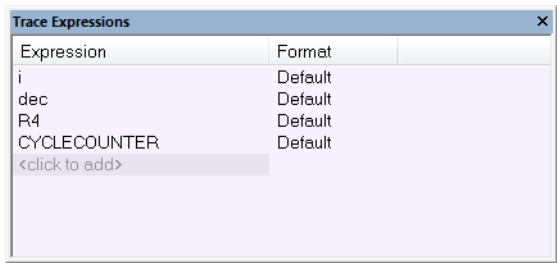 Trace Expressions
Expression Format
i Default
dec Default
R4 Default
CYCLECOUNTER Default
<click to add>